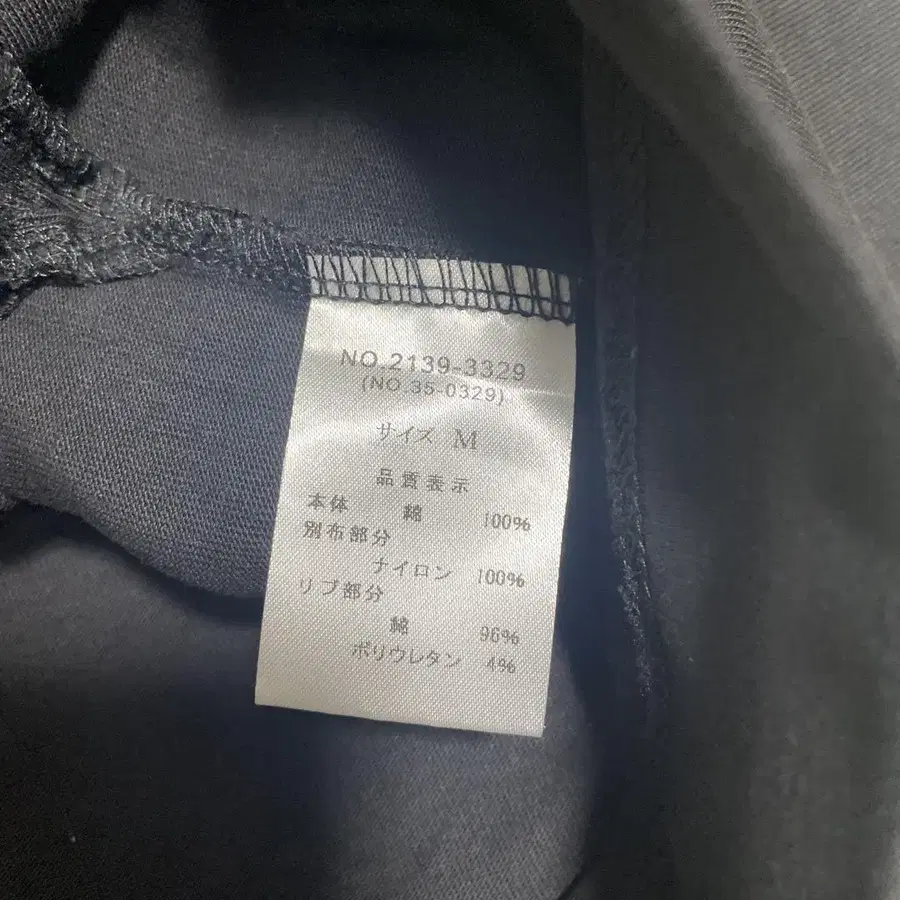 NO.2139-3329
(NO.35-0329)
サイズ M
品質表示
本体 綿 100%
別布部分
ナイロン 100%
リブ部分
綿 96%
ポリウレタン 4%